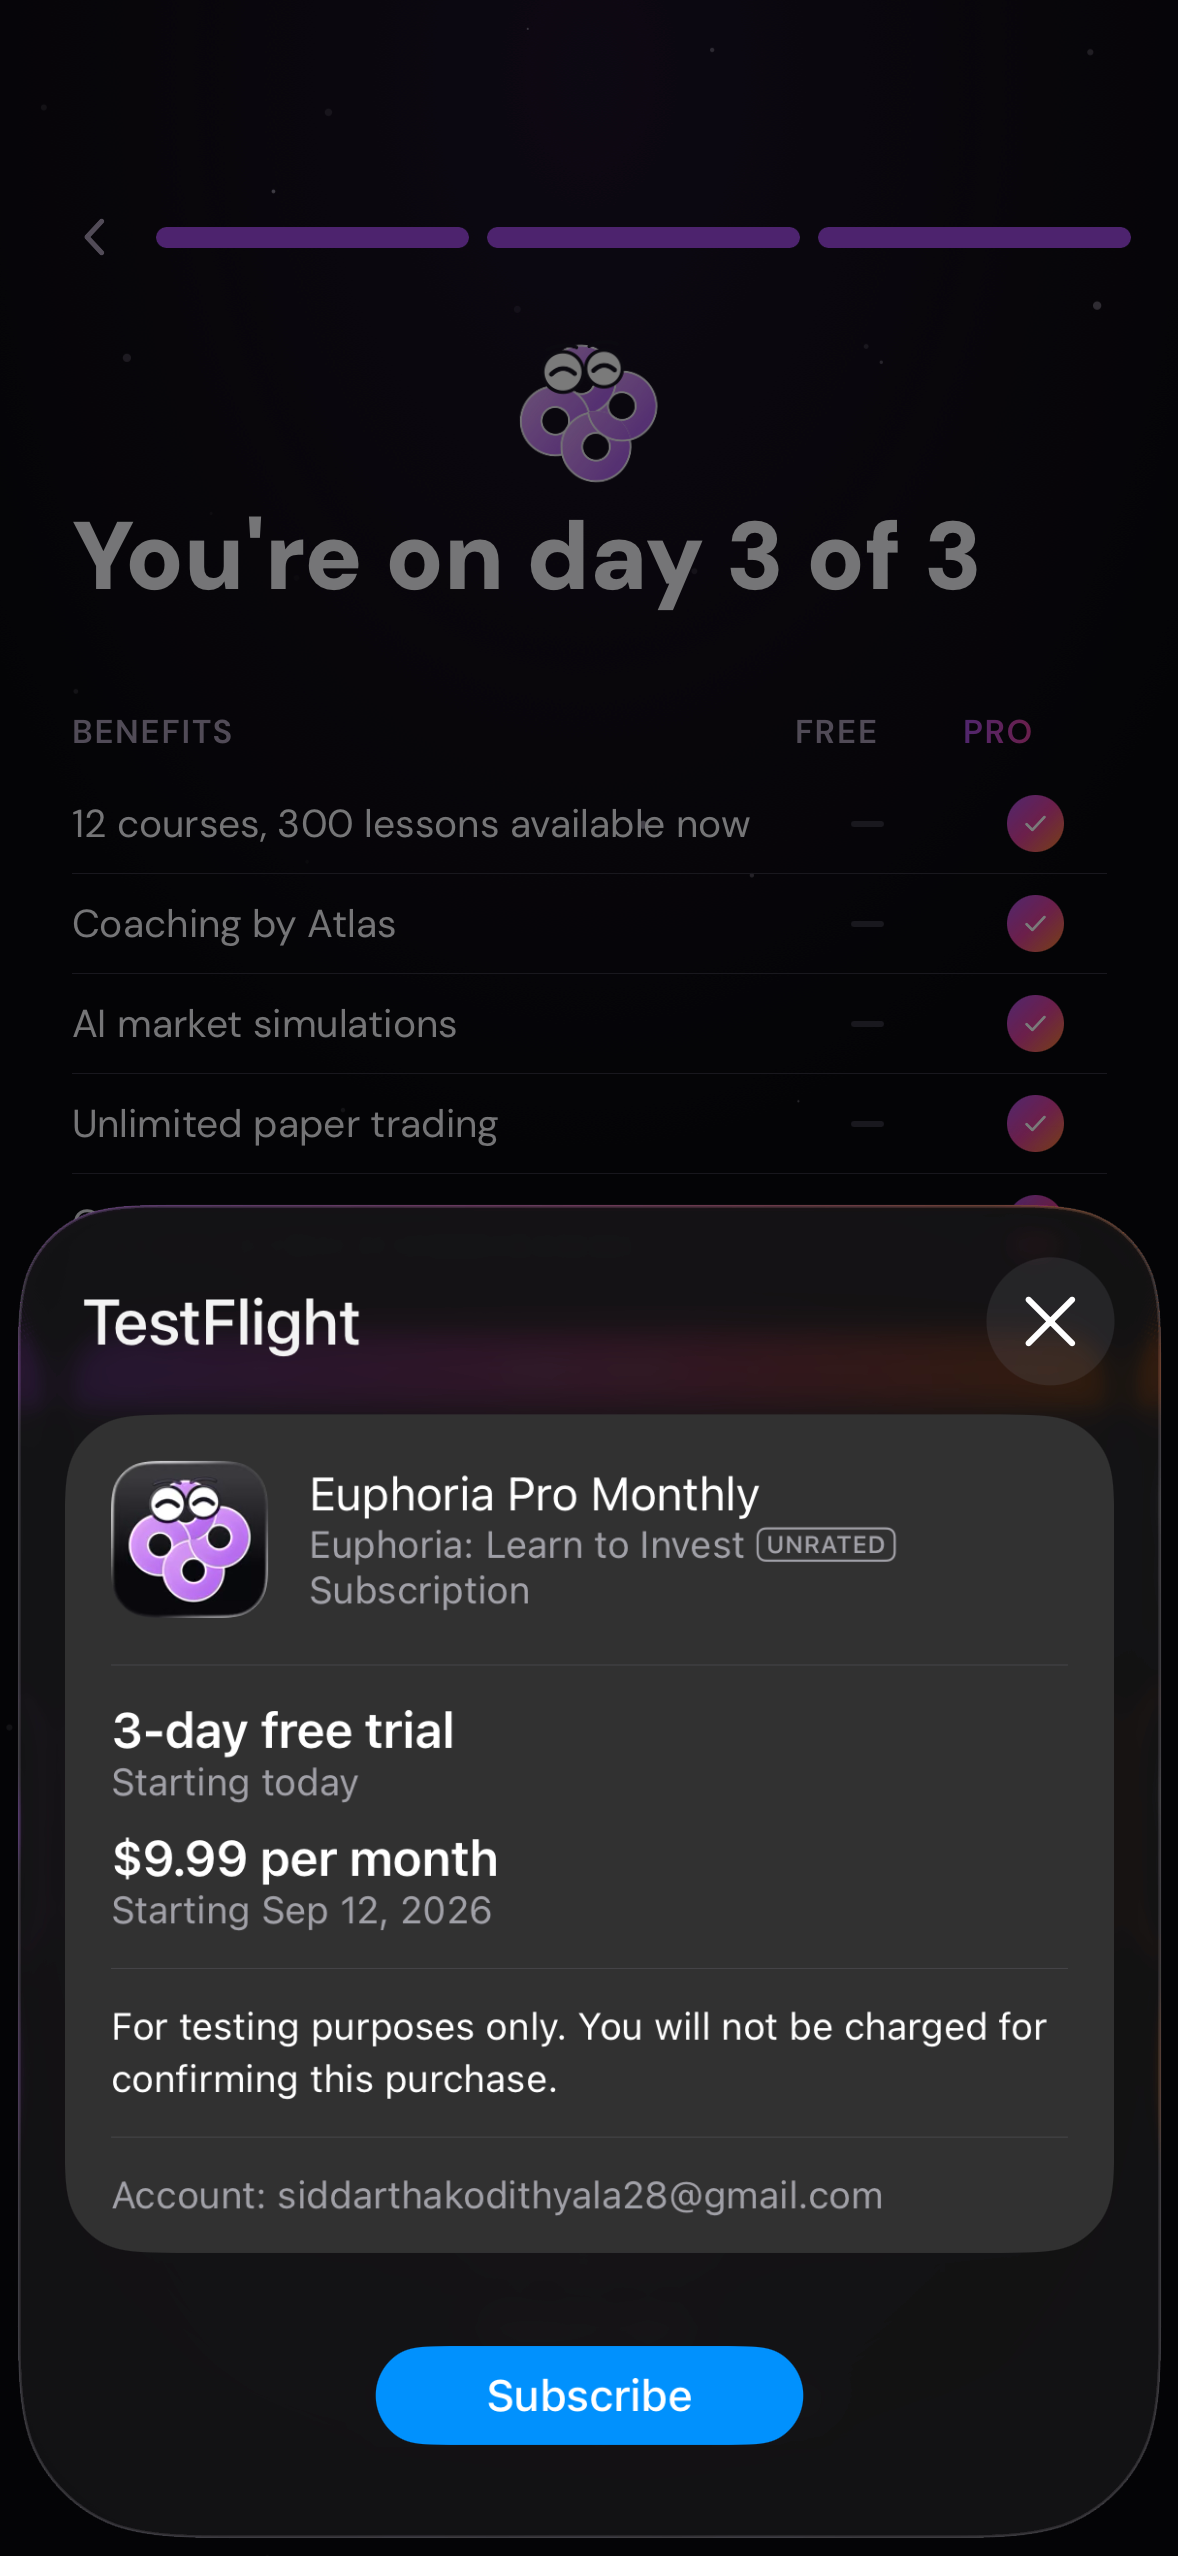 You're on day 3 of 3
BENEFITS FREE PRO
12 courses, 300 lessons available now
Coaching by Atlas
AI market simulations
Unlimited paper trading
TestFlight
Euphoria Pro Monthly
Euphoria: Learn to Invest UNRATED
Subscription
3-day free trial
Starting today
$9.99 per month
Starting Sep 12, 2026
For testing purposes only. You will not be charged for
confirming this purchase.
Account: siddarthakodithyala28@gmail.com
Subscribe